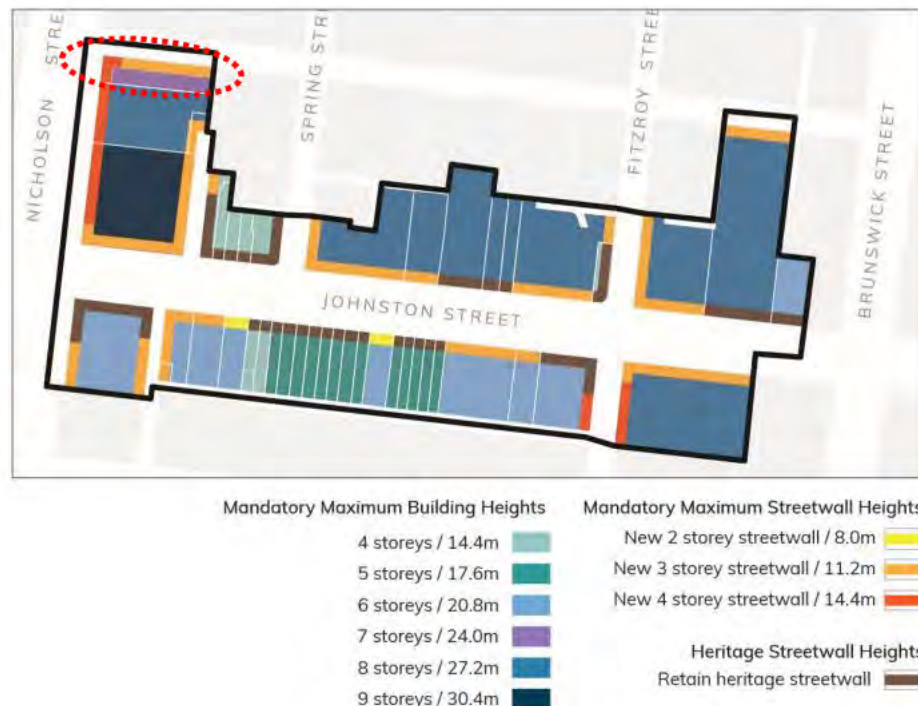 NICHOLSON STREE
SPRING STRI
FITZROY STREE
BRUNSWICK STREET
JOHNSTON STREET
Mandatory Maximum Building Heights
4 storeys / 14.4m
5 storeys / 17.6m
6 storeys / 20.8m
7 storeys / 24.0m
8 storeys / 27.2m
9 storeys / 30.4m
Mandatory Maximum Streetwall Heights
New 2 storey streetwall / 8.0m
New 3 storey streetwall / 11.2m
New 4 storey streetwall / 14.4m
Heritage Streetwall Heights
Retain heritage streetwall